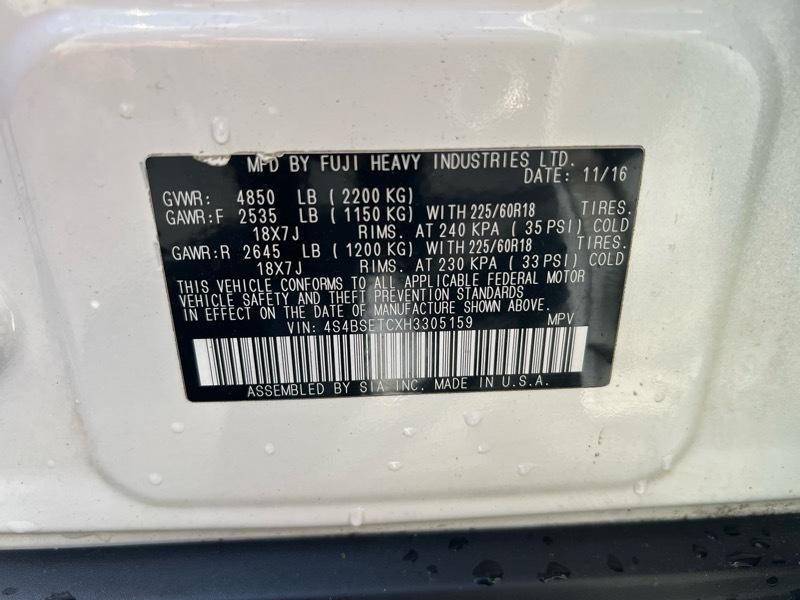 MFD BY FUJI HEAVY INDUSTRIES LTD.
DATE: 11/16
GVWR: 4850 LB ( 2200 KG)
GAWR:F 2535 LB ( 1150 KG) WITH 225/60R18 TIRES.
18X7J RIMS. AT 240 KPA ( 35 PSI) COLD
GAWR:R 2645 LB ( 1200 KG) WITH 225/60R18 TIRES.
18X7J RIMS. AT 230 KPA ( 33 PSI) COLD
THIS VEHICLE CONFORMS TO ALL APPLICABLE FEDERAL MOTOR
VEHICLE SAFETY AND THEFT PREVENTION STANDARDS
IN EFFECT ON THE DATE OF MANUFACTURE SHOWN ABOVE.
VIN: 4S4BSETCXH3305159 MPV
ASSEMBLED BY SIA INC. MADE IN U.S.A.